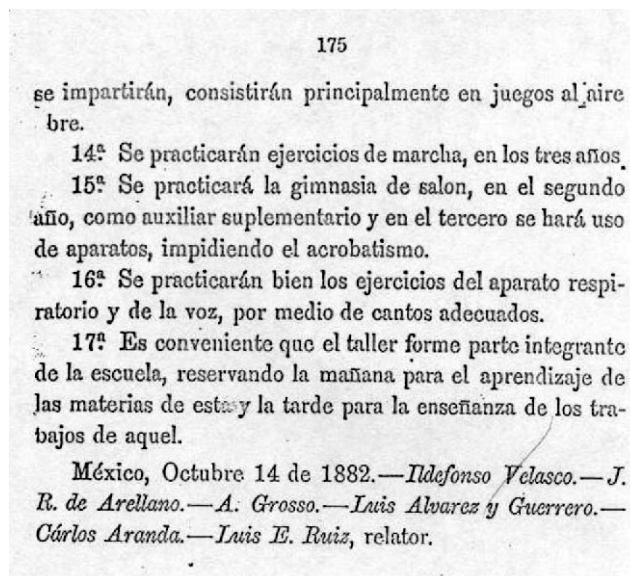 175
se impartirán, consistirán principalmente en juegos al aire
bre.
14ª Se practicarán ejercicios de marcha, en los tres años.
15ª Se practicará la gimnasia de salon, en el segundo
año, como auxiliar suplementario y en el tercero se hará uso
de aparatos, impidiendo el acrobatismo.
16ª Se practicarán bien los ejercicios del aparato respi-
ratorio y de la voz, por medio de cantos adecuados.
17ª Es conveniente que el taller forme parte integrante
de la escuela, reservando la mañana para el aprendizaje de
las materias de esta y la tarde para la enseñanza de los tra-
bajos de aquel.
México, Octubre 14 de 1882.—Ildefonso Velasco.—J.
R. de Arellano.—A. Grosso.—Luis Alvarez y Guerrero.—
Cárlos Aranda.—Luis E. Ruiz, relator.